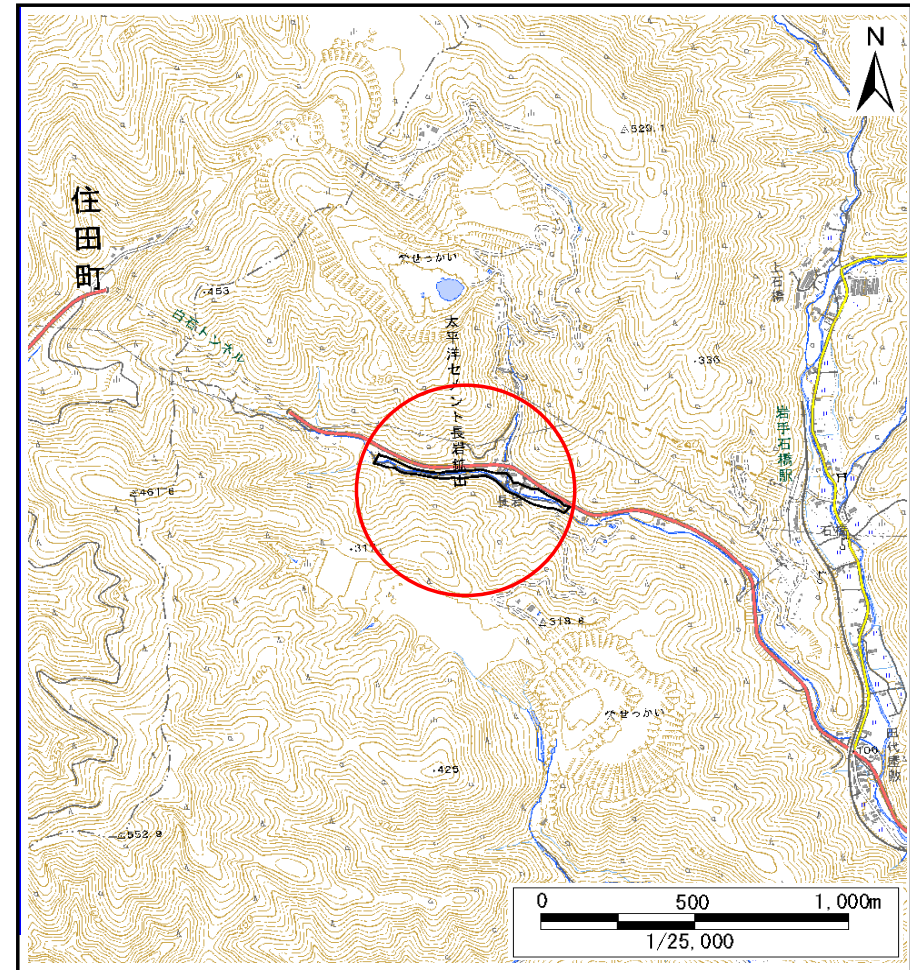 N
△529.1
住田町
せっかい
上石橋
・453
白石トンネル
太平洋セメント長岩鉱山
・336
岩手石橋駅
△461.6
長岩
石橋
・317
△318.6
せっかい
田代屋敷
・100
・425
△552.9
0 500 1,000m
1/25,000